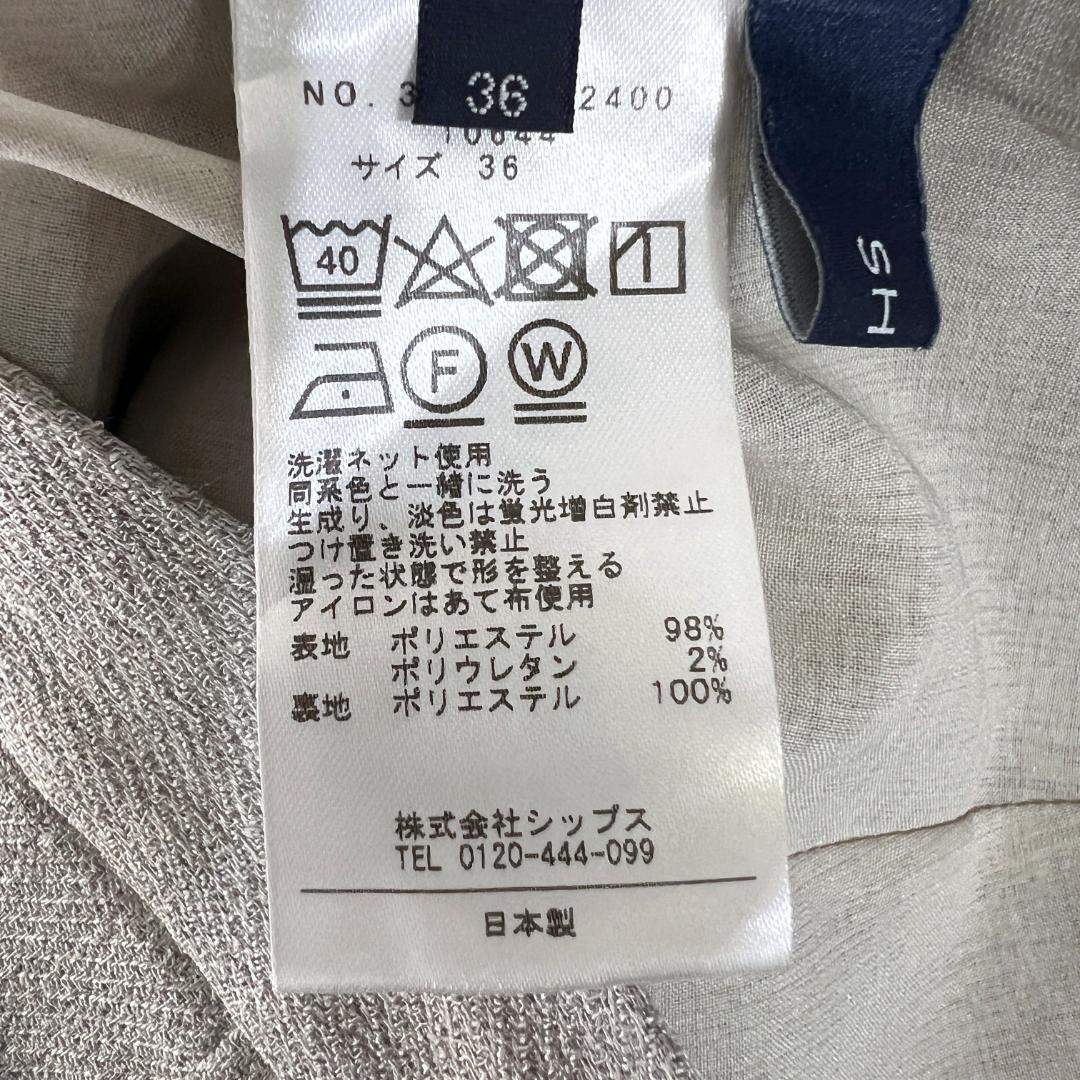 36
NO. 3 2400
10644
サイズ 36
40
F
W
洗濯ネット使用
同系色と一緒に洗う
生成り、淡色は蛍光増白剤禁止
つけ置き洗い禁止
湿った状態で形を整える
アイロンはあて布使用
表地 ポリエステル 98%
ポリウレタン 2%
裏地 ポリエステル 100%
株式会社シップス
TEL 0120-444-099
日本製
HS